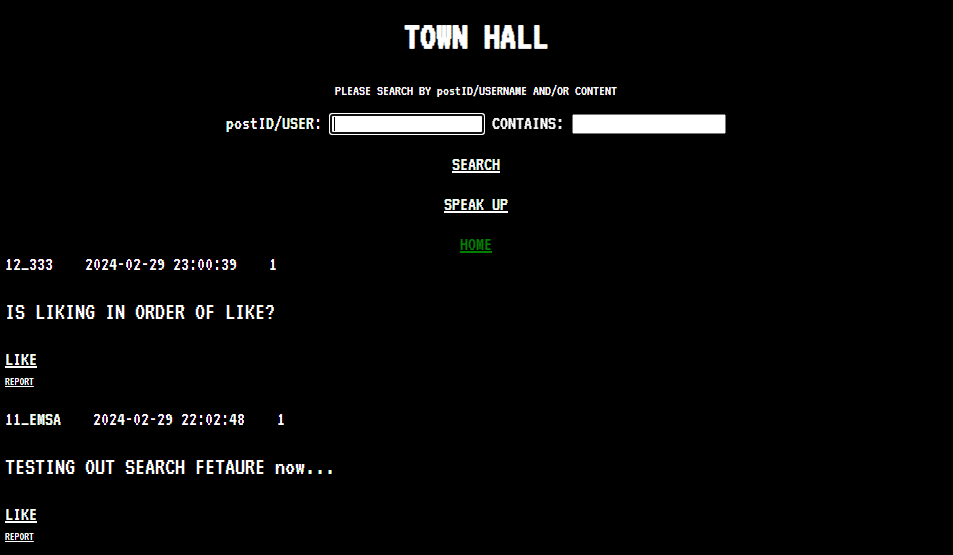 TOWN HALL
PLEASE SEARCH BY postID/USERNAME AND/OR CONTENT
postID/USER: CONTAINS:
SEARCH
SPEAK UP
HOME
12_333 2024-02-29 23:00:39 1
IS LIKING IN ORDER OF LIKE?
LIKE
REPORT
11_EMSA 2024-02-29 22:02:48 1
TESTING OUT SEARCH FETAURE now...
LIKE
REPORT